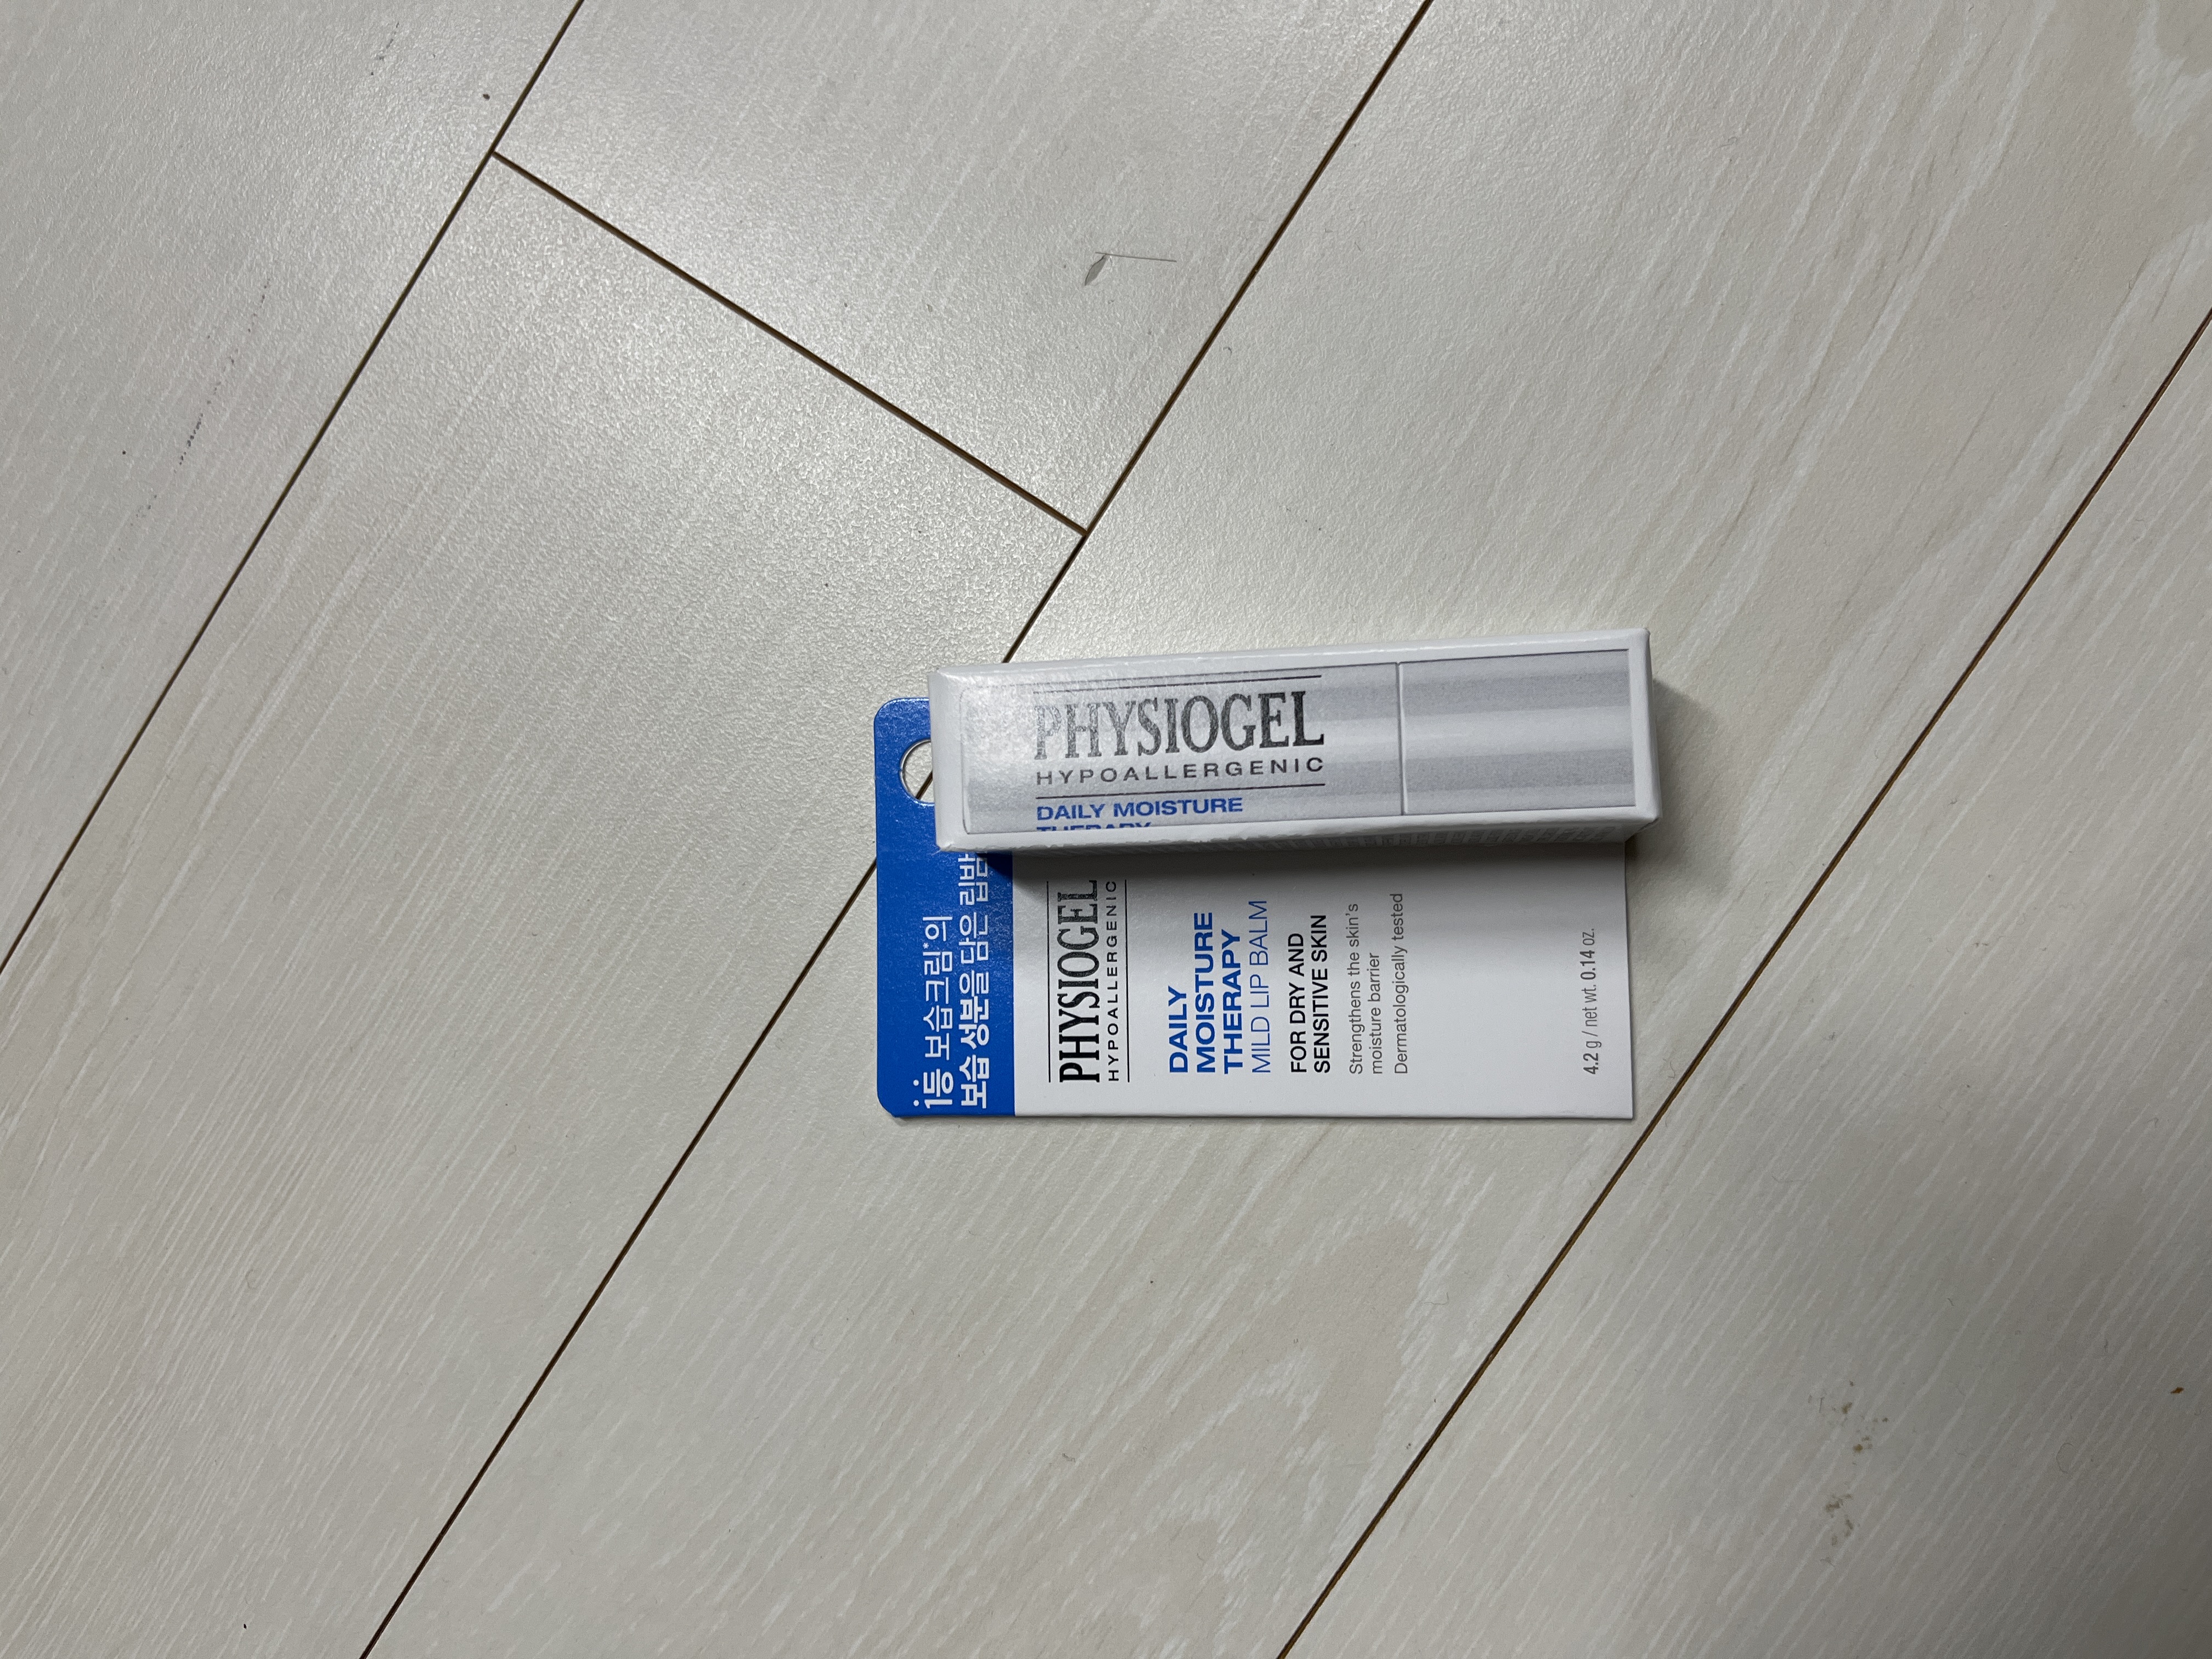 1등 보습크림*의
보습 성분을 담은
PHYSIOGEL
HYPOALLERGENIC
DAILY
MOISTURE
THERAPY
MILD LIP BALM
FOR DRY AND
SENSITIVE SKIN
Strengthens the skin's
moisture barrier
Dermatologically tested
4.2 g / net wt. 0.14 oz.
PHYSIOGEL
HYPOALLERGENIC
DAILY MOISTURE
THERAPY